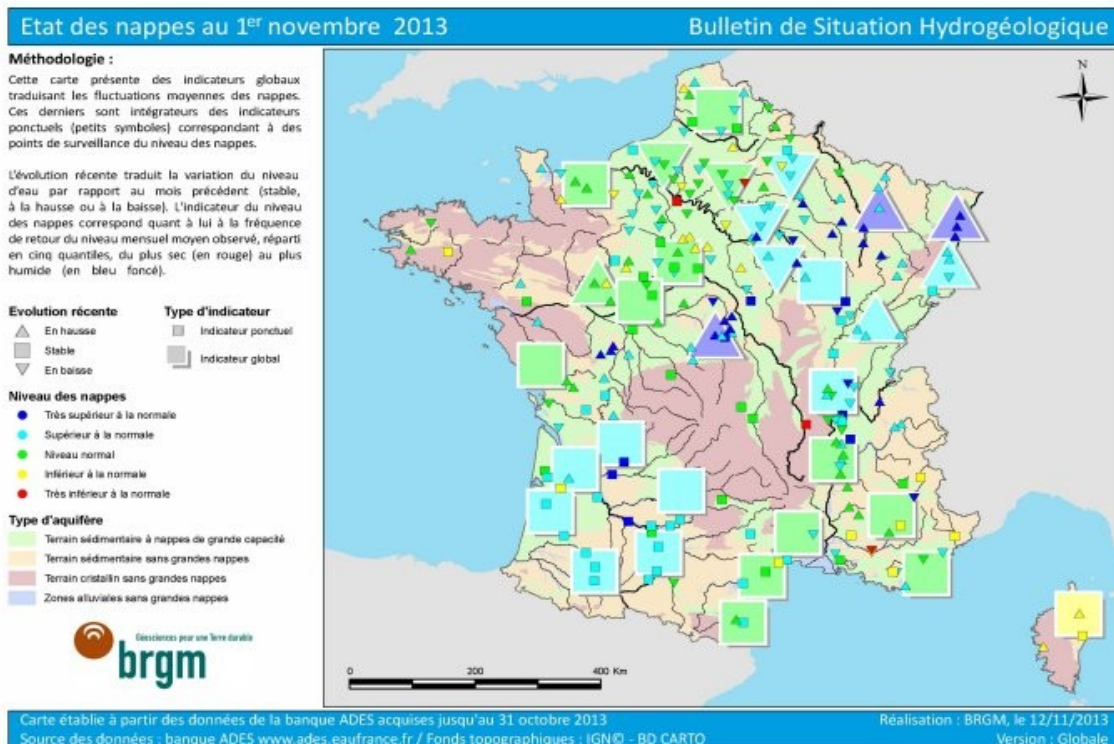 Etat des nappes au 1er novembre 2013
Bulletin de Situation Hydrogéologique
Méthodologie :
Cette carte présente des indicateurs globaux
traduisant les fluctuations moyennes des nappes.
Ces derniers sont intégrateurs des indicateurs
ponctuels (petits symboles) correspondant à des
points de surveillance du niveau des nappes.
L'évolution récente traduit la variation du niveau
d'eau par rapport au mois précédent (stable,
à la hausse ou à la baisse). L'indicateur du niveau
des nappes correspond quant à lui à la fréquence
de retour du niveau mensuel moyen observé, réparti
en cinq quantiles, du plus sec (en rouge) au plus
humide (en bleu foncé).
Evolution récente
En hausse
Stable
En baisse
Type d'indicateur
Indicateur ponctuel
Indicateur global
Niveau des nappes
Très supérieur à la normale
Supérieur à la normale
Niveau normal
Inférieur à la normale
Très inférieur à la normale
Type d'aquifère
Terrain sédimentaire à nappes de grande capacité
Terrain sédimentaire sans grandes nappes
Terrain cristallin sans grandes nappes
Zones alluviales sans grandes nappes
Géosciences pour une Terre durable
brgm
N
0 200 400 Km
Carte établie à partir des données de la banque ADES acquises jusqu'au 31 octobre 2013
Source des données : banque ADES www.ades.eaufrance.fr / Fonds topographiques : IGN© - BD CARTO
Réalisation : BRGM, le 12/11/2013
Version : Globale